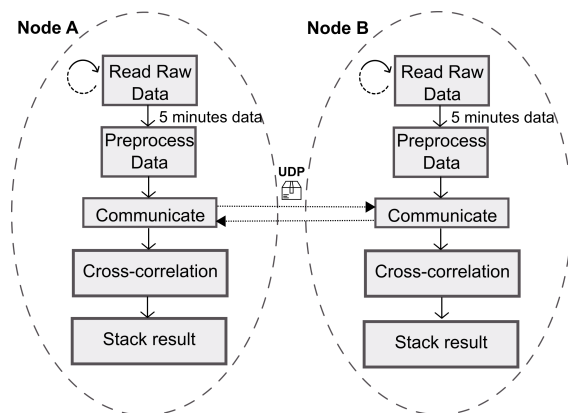 Node A
Read Raw
Data
5 minutes data
Preprocess
Data
Communicate
Cross-correlation
Stack result
UDP
Node B
Read Raw
Data
5 minutes data
Preprocess
Data
Communicate
Cross-correlation
Stack result